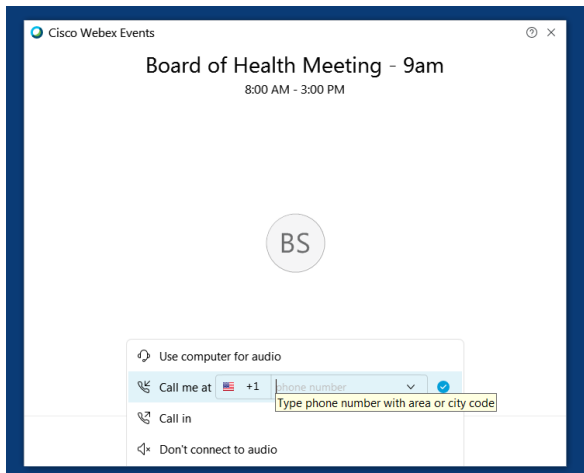 Cisco Webex Events
Board of Health Meeting - 9am
8:00 AM - 3:00 PM
BS
Use computer for audio
Call me at +1 phone number
Type phone number with area or city code
Call in
Don't connect to audio